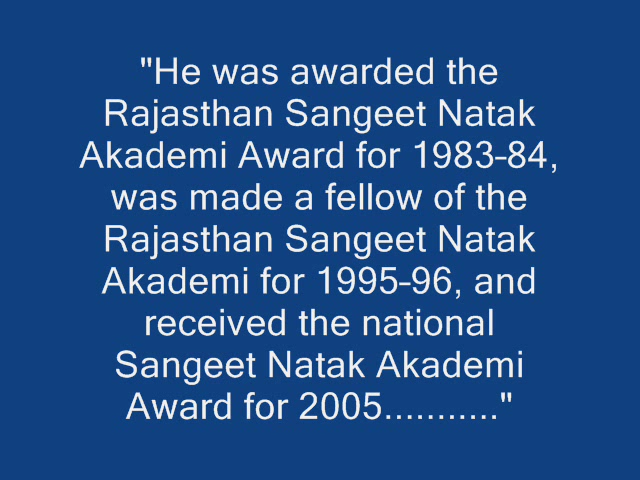 "He was awarded the
Rajasthan Sangeet Natak
Akademi Award for 1983–84,
was made a fellow of the
Rajasthan Sangeet Natak
Akademi for 1995–96, and
received the national
Sangeet Natak Akademi
Award for 2005..........."